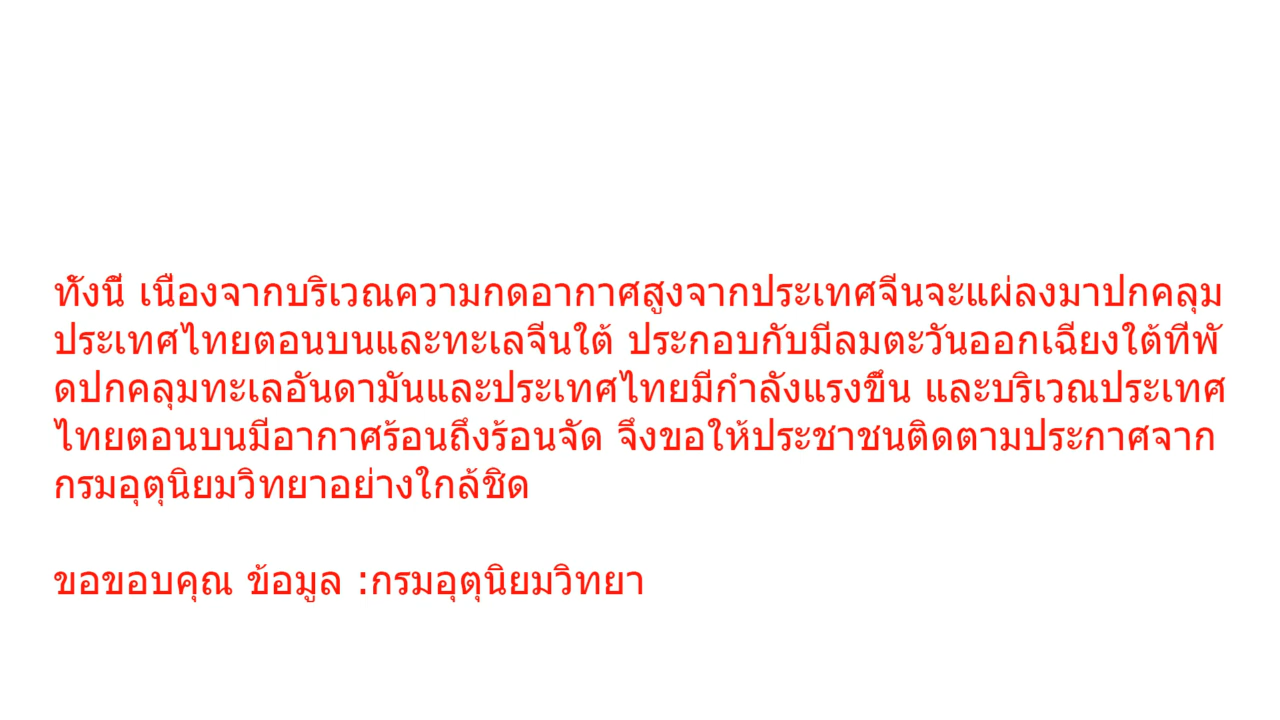 ทั้งนี้ เนื่องจากบริเวณความกดอากาศสูงจากประเทศจีนจะแผ่ลงมาปกคลุม
ประเทศไทยตอนบนและทะเลจีนใต้ ประกอบกับมีลมตะวันออกเฉียงใต้ที่พั
ดปกคลุมทะเลอันดามันและประเทศไทยมีกำลังแรงขึ้น และบริเวณประเทศ
ไทยตอนบนมีอากาศร้อนถึงร้อนจัด จึงขอให้ประชาชนติดตามประกาศจาก
กรมอุตุนิยมวิทยาอย่างใกล้ชิด
ขอขอบคุณ ข้อมูล :กรมอุตุนิยมวิทยา